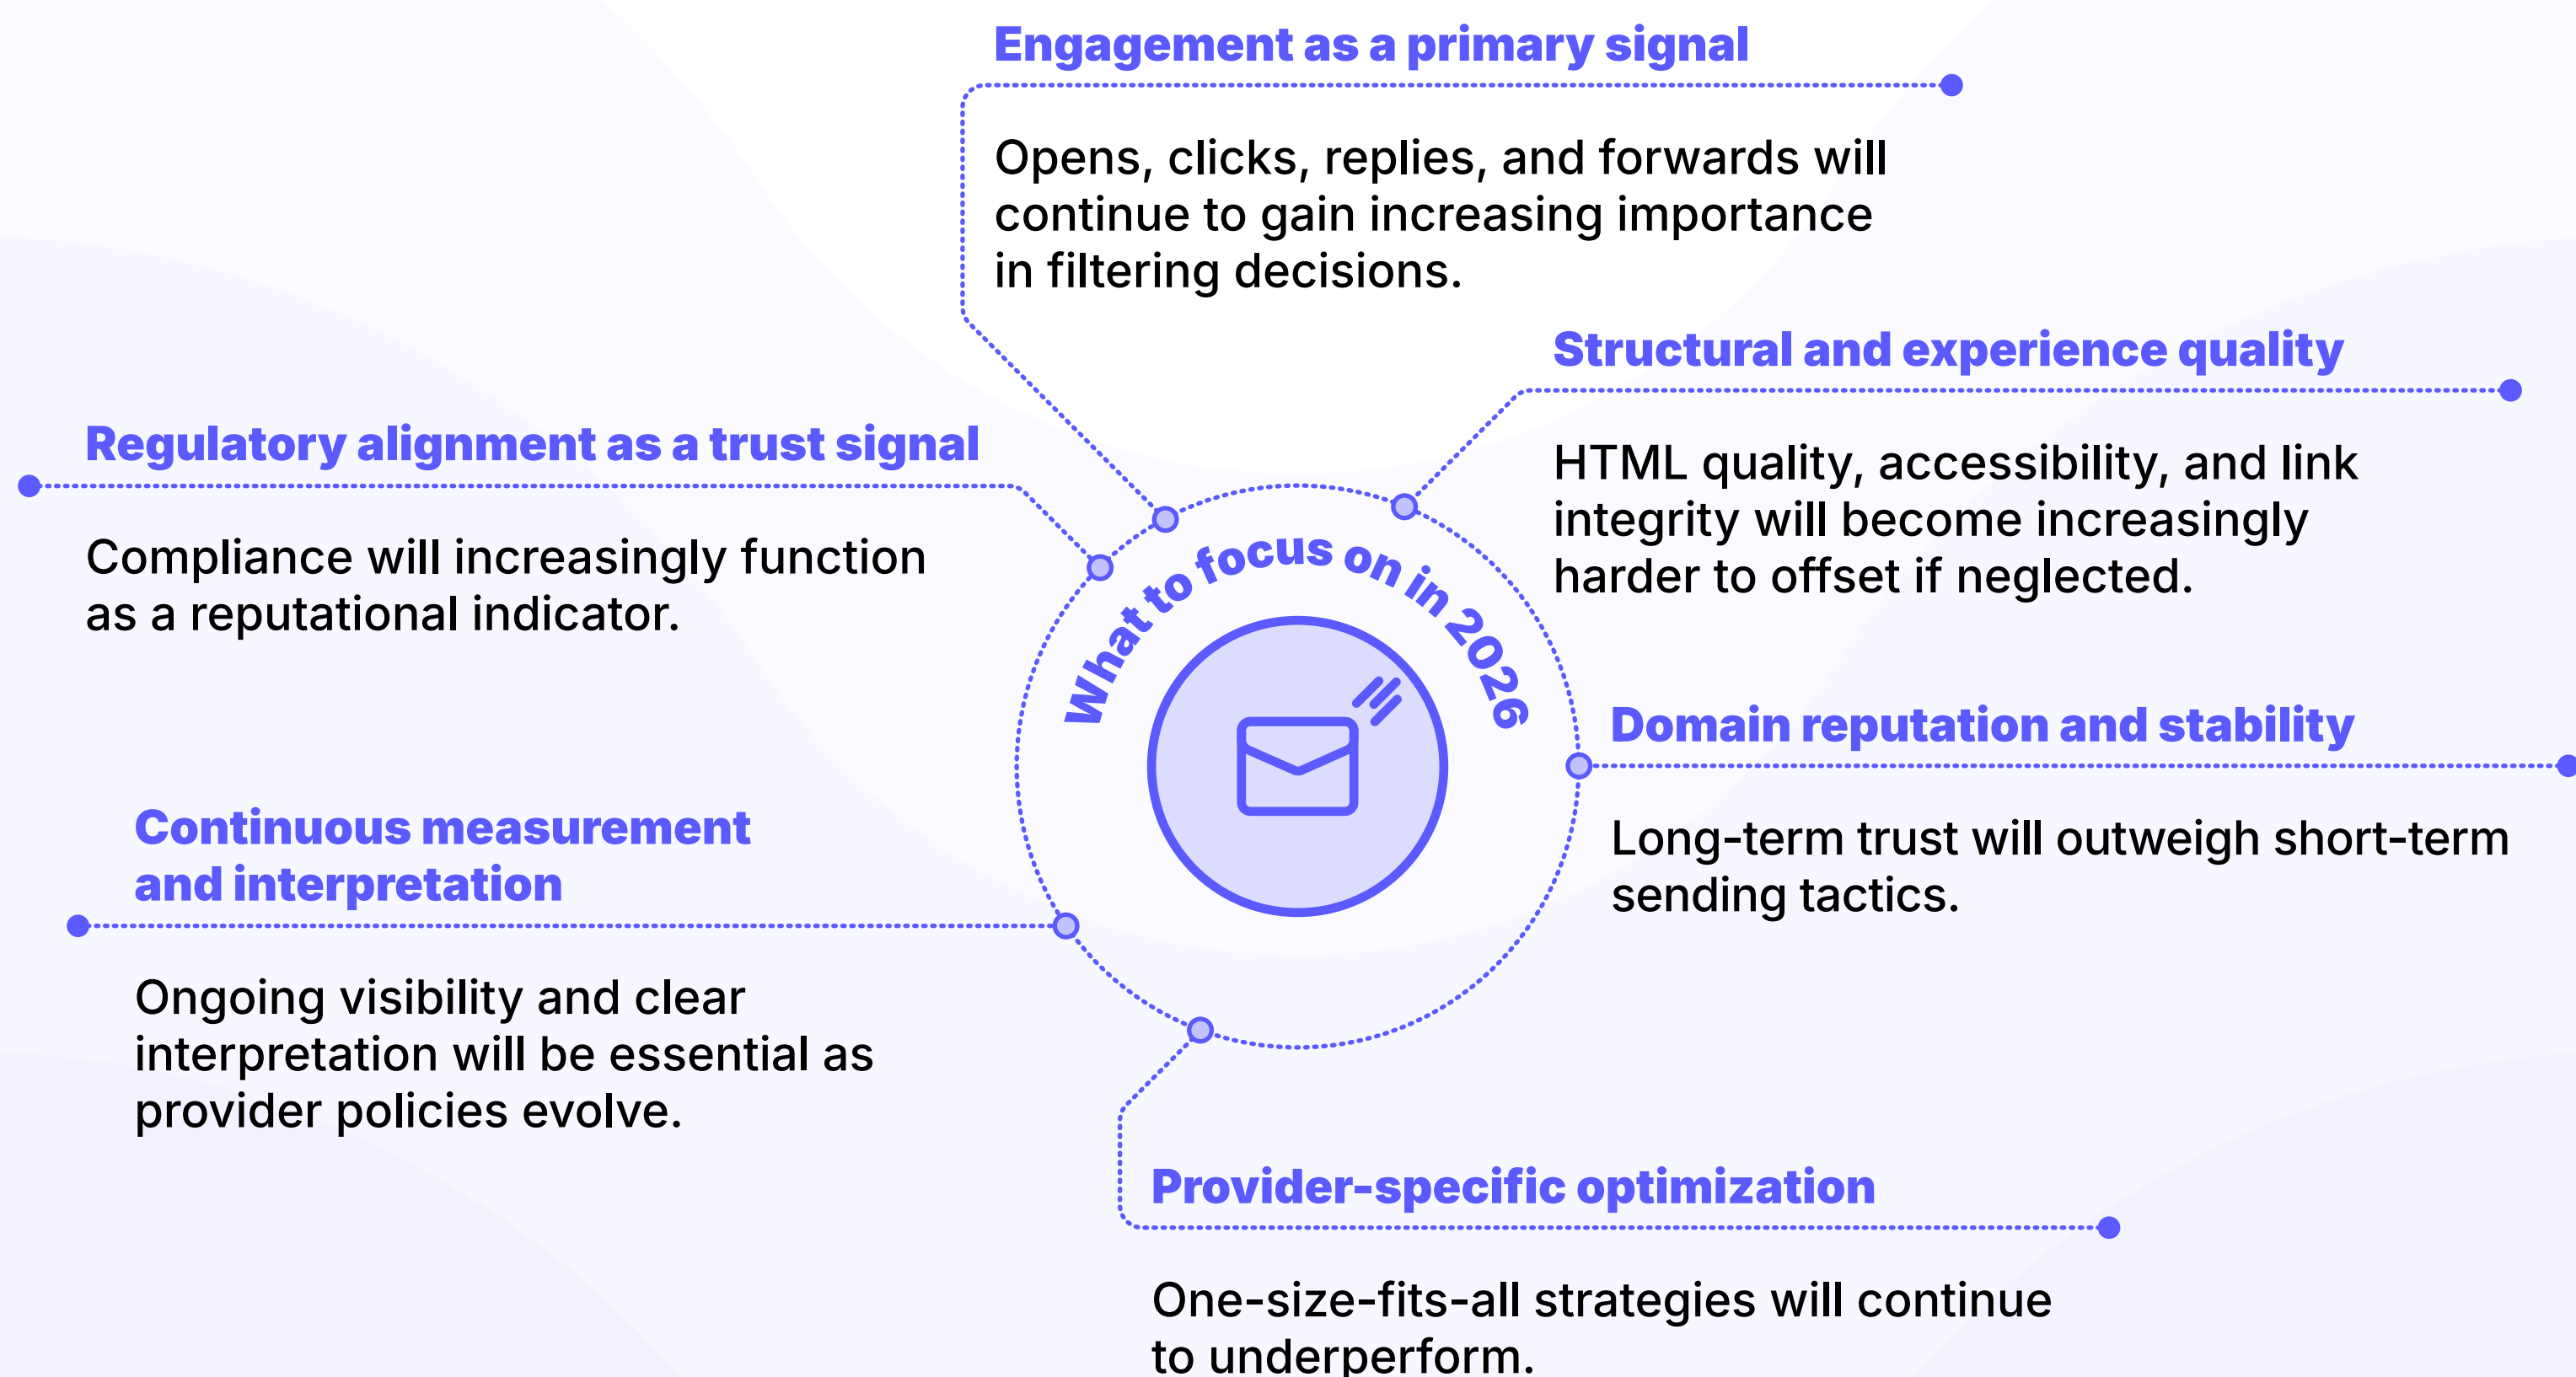 Engagement as a primary signal
Opens, clicks, replies, and forwards will
continue to gain increasing importance
in filtering decisions.
Structural and experience quality
HTML quality, accessibility, and link
integrity will become increasingly
harder to offset if neglected.
Regulatory alignment as a trust signal
Compliance will increasingly function
as a reputational indicator.
What to focus on in 2026
Domain reputation and stability
Long-term trust will outweigh short-term
sending tactics.
Continuous measurement
and interpretation
Ongoing visibility and clear
interpretation will be essential as
provider policies evolve.
Provider-specific optimization
One-size-fits-all strategies will continue
to underperform.